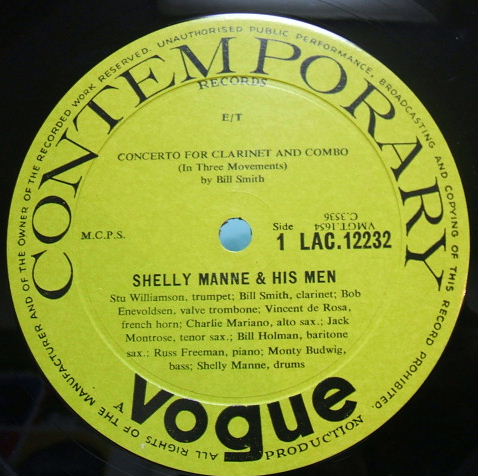 ALL RIGHTS OF THE MANUFACTURER AND OF THE OWNER OF THE RECORDED WORK RESERVED. UNAUTHORISED PUBLIC PERFORMANCE, BROADCASTING AND COPYING OF THIS RECORD PROHIBITED.
CONTEMPORARY
RECORDS
E/T
CONCERTO FOR CLARINET AND COMBO
(In Three Movements)
by Bill Smith
M.C.P.S.
Side
1 LAC.12232
VMGT.1654
C.3536
SHELLY MANNE & HIS MEN
Stu Williamson, trumpet; Bill Smith, clarinet; Bob
Enevoldsen, valve trombone; Vincent de Rosa,
french horn; Charlie Mariano, alto sax.; Jack
Montrose, tenor sax.; Bill Holman, baritone
sax.; Russ Freeman, piano; Monty Budwig,
bass; Shelly Manne, drums
A
vogue
PRODUCTION